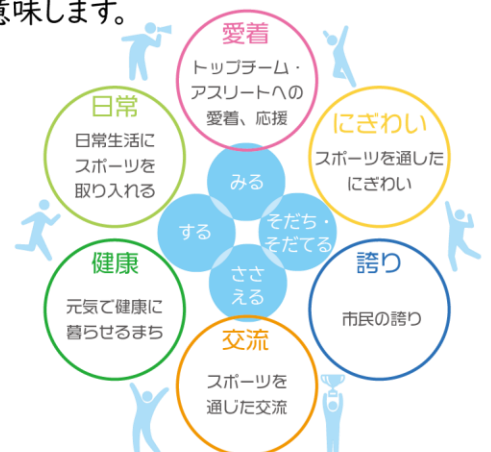 意味します。
愛着
トップチーム・
アスリートへの
愛着、応援
日常
日常生活に
スポーツを
取り入れる
にぎわい
スポーツを通した
にぎわい
みる
する
そだち・
そだてる
ささ
える
健康
元気で健康に
暮らせるまち
誇り
市民の誇り
交流
スポーツを
通じた交流